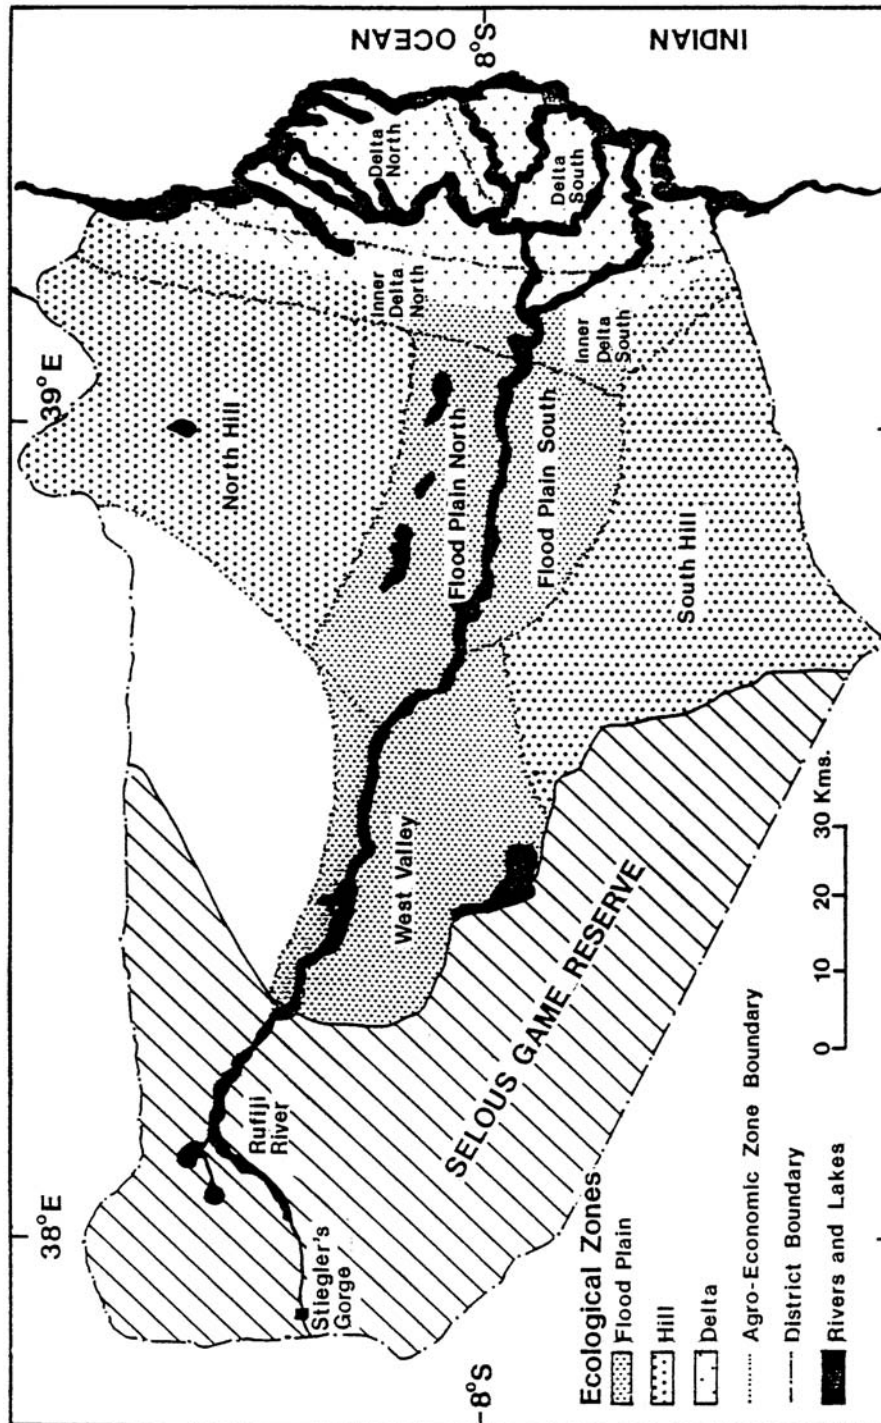 38°E
39°E
INDIAN
OCEAN
8°S
8°S
North Hill
Inner
Delta
North
Delta
North
Flood Plain North
Flood Plain South
Inner
Delta
South
Delta
South
South Hill
West Valley
Rufiji
River
Stiegler's
Gorge
SELOUS GAME RESERVE
Ecological Zones
Flood Plain
Hill
Delta
Agro-Economic Zone Boundary
District Boundary
Rivers and Lakes
0 10 20 30 Kms.